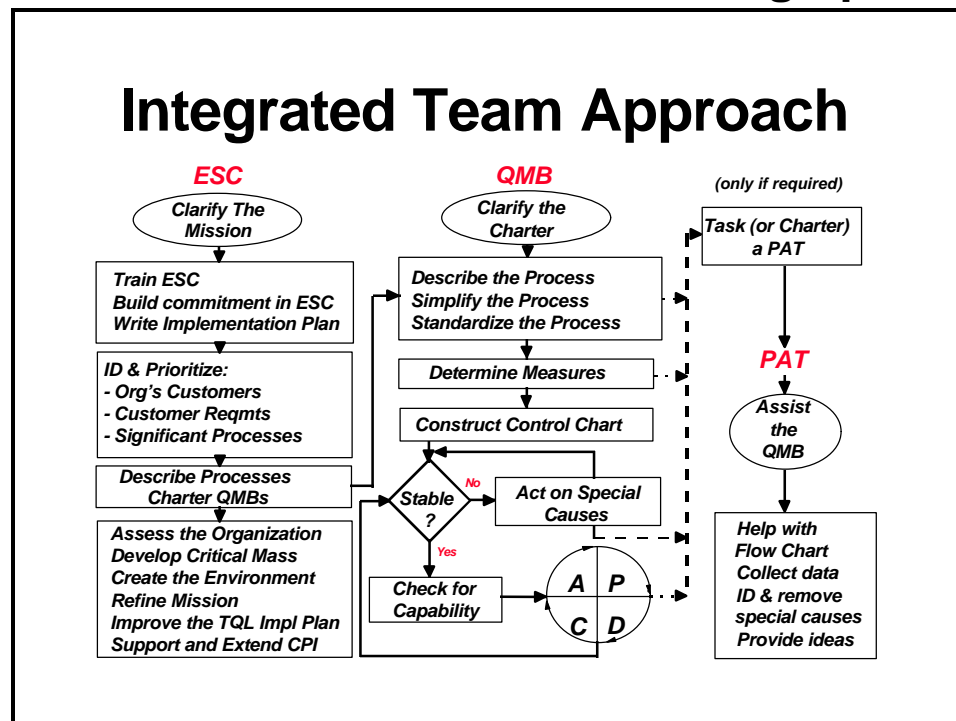 Integrated Team Approach
ESC
Clarify The
Mission
Train ESC
Build commitment in ESC
Write Implementation Plan
ID & Prioritize:
- Org's Customers
- Customer Reqmts
- Significant Processes
Describe Processes
Charter QMBs
Assess the Organization
Develop Critical Mass
Create the Environment
Refine Mission
Improve the TQL Impl Plan
Support and Extend CPI
QMB
Clarify the
Charter
Describe the Process
Simplify the Process
Standardize the Process
Determine Measures
Construct Control Chart
Stable
?
No
Act on Special
Causes
Yes
Check for
Capability
A P
C D
(only if required)
Task (or Charter)
a PAT
PAT
Assist
the
QMB
Help with
Flow Chart
Collect data
ID & remove
special causes
Provide ideas